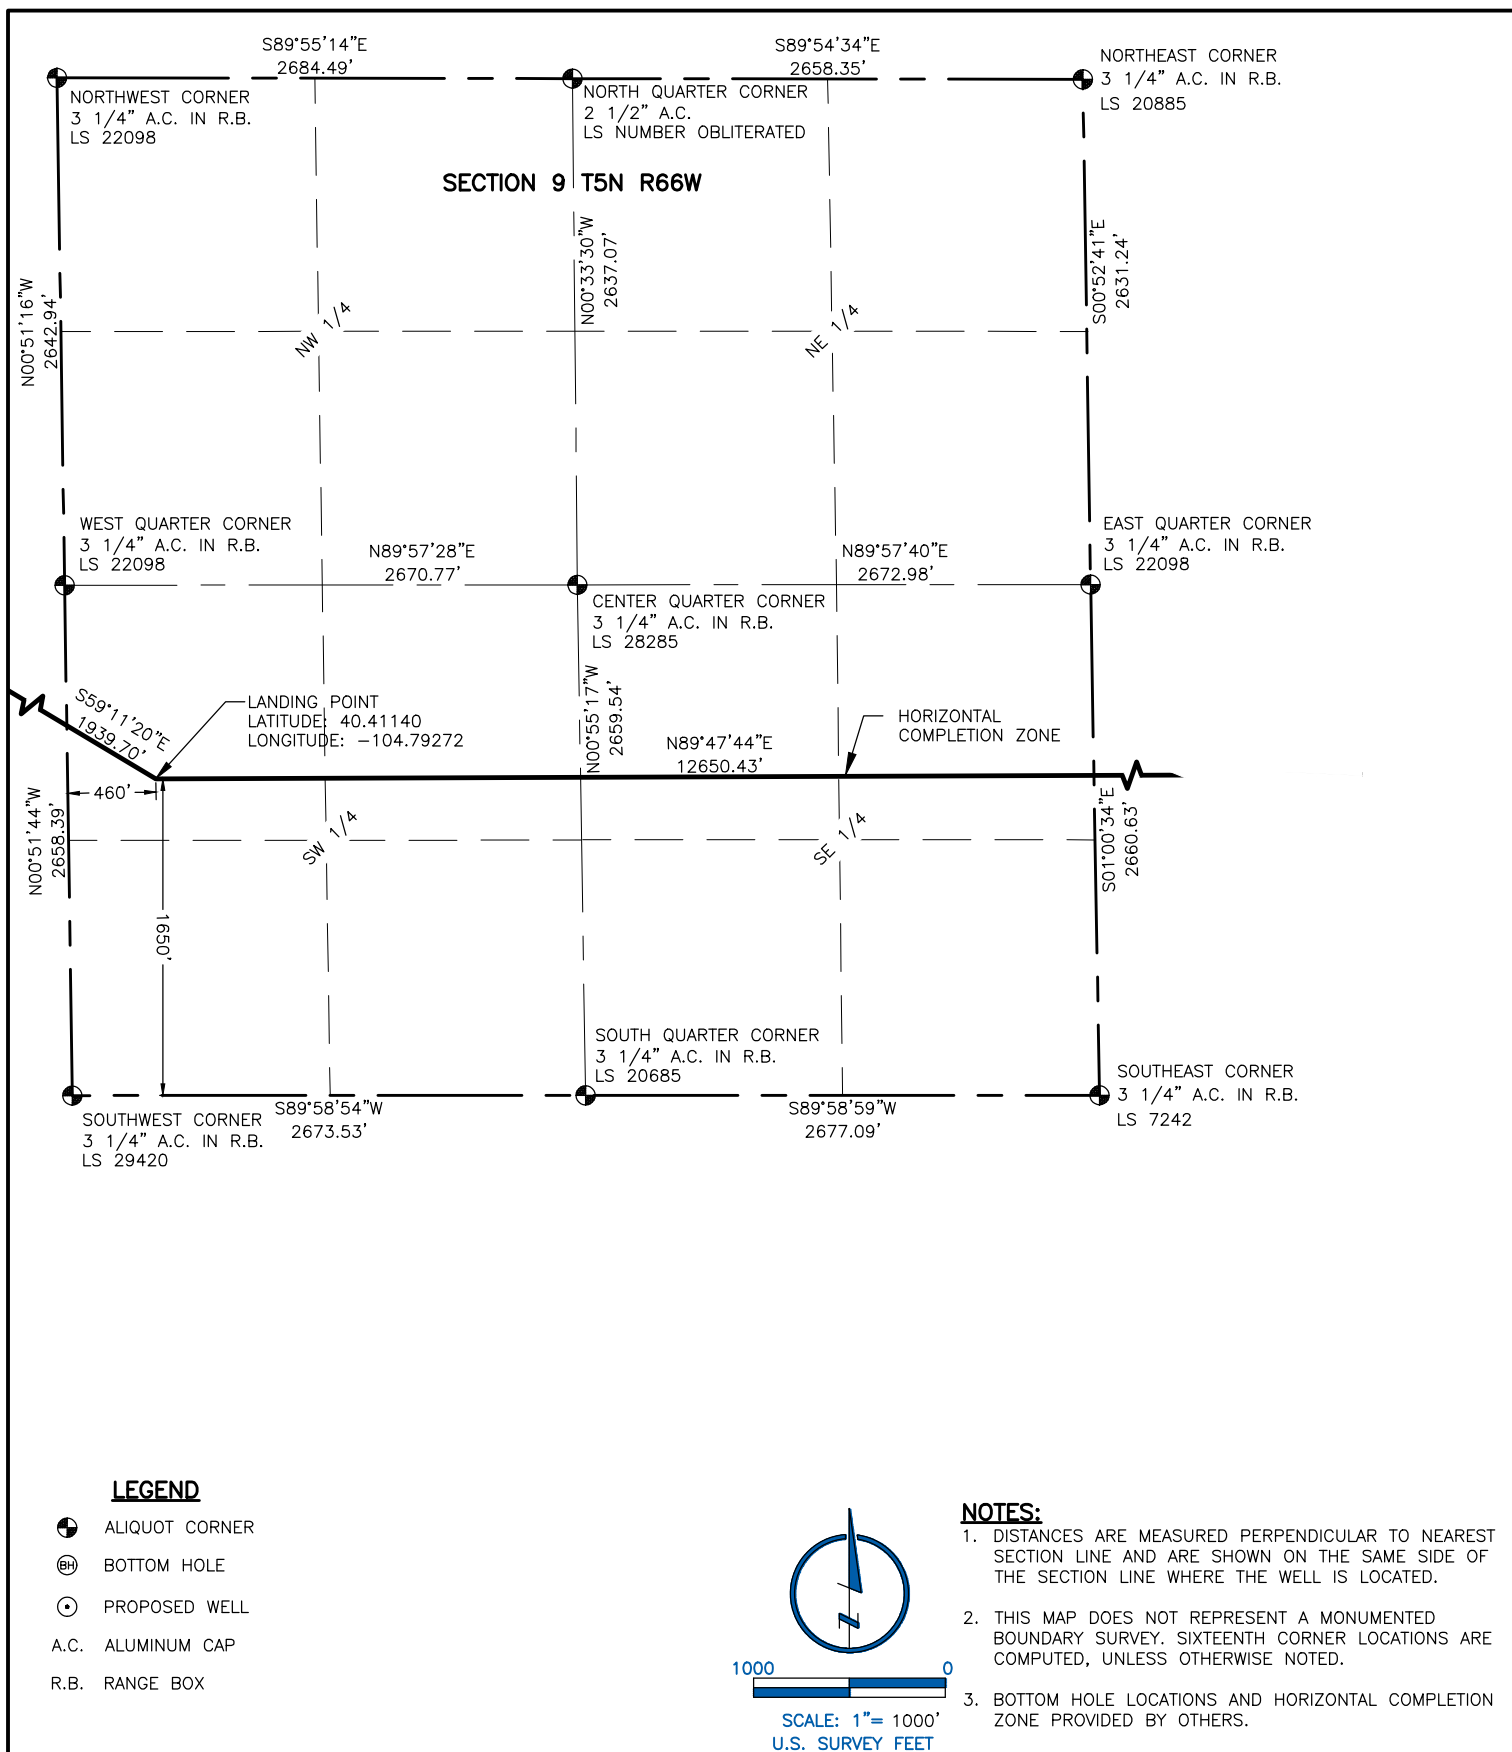 S89°55'14"E
2684.49'
S89°54'34"E
2658.35'
NORTHEAST CORNER
3 1/4" A.C. IN R.B.
LS 20885
NORTHWEST CORNER
3 1/4" A.C. IN R.B.
LS 22098
NORTH QUARTER CORNER
2 1/2" A.C.
LS NUMBER OBLITERATED
SECTION 9 T5N R66W
N00°51'16"W
2642.94'
N00°33'30"W
2637.07'
S00°52'41"E
2631.24'
NW 1/4
NE 1/4
WEST QUARTER CORNER
3 1/4" A.C. IN R.B.
LS 22098
N89°57'28"E
2670.77'
N89°57'40"E
2672.98'
EAST QUARTER CORNER
3 1/4" A.C. IN R.B.
LS 22098
CENTER QUARTER CORNER
3 1/4" A.C. IN R.B.
LS 28285
S59°11'20"E
1939.70'
LANDING POINT
LATITUDE: 40.41140
LONGITUDE: -104.79272
N00°55'17"W
2659.54'
N89°47'44"E
12650.43'
HORIZONTAL
COMPLETION ZONE
460'
N00°51'44"W
2658.39'
S01°00'34"E
2660.63'
SW 1/4
SE 1/4
1650'
SOUTH QUARTER CORNER
3 1/4" A.C. IN R.B.
LS 20685
SOUTHEAST CORNER
3 1/4" A.C. IN R.B.
LS 7242
SOUTHWEST CORNER
3 1/4" A.C. IN R.B.
LS 29420
S89°58'54"W
2673.53'
S89°58'59"W
2677.09'
LEGEND
ALIQUOT CORNER
BH BOTTOM HOLE
PROPOSED WELL
A.C. ALUMINUM CAP
R.B. RANGE BOX
N
1000 0
SCALE: 1"= 1000'
U.S. SURVEY FEET
NOTES:
1. DISTANCES ARE MEASURED PERPENDICULAR TO NEAREST
SECTION LINE AND ARE SHOWN ON THE SAME SIDE OF
THE SECTION LINE WHERE THE WELL IS LOCATED.
2. THIS MAP DOES NOT REPRESENT A MONUMENTED
BOUNDARY SURVEY. SIXTEENTH CORNER LOCATIONS ARE
COMPUTED, UNLESS OTHERWISE NOTED.
3. BOTTOM HOLE LOCATIONS AND HORIZONTAL COMPLETION
ZONE PROVIDED BY OTHERS.